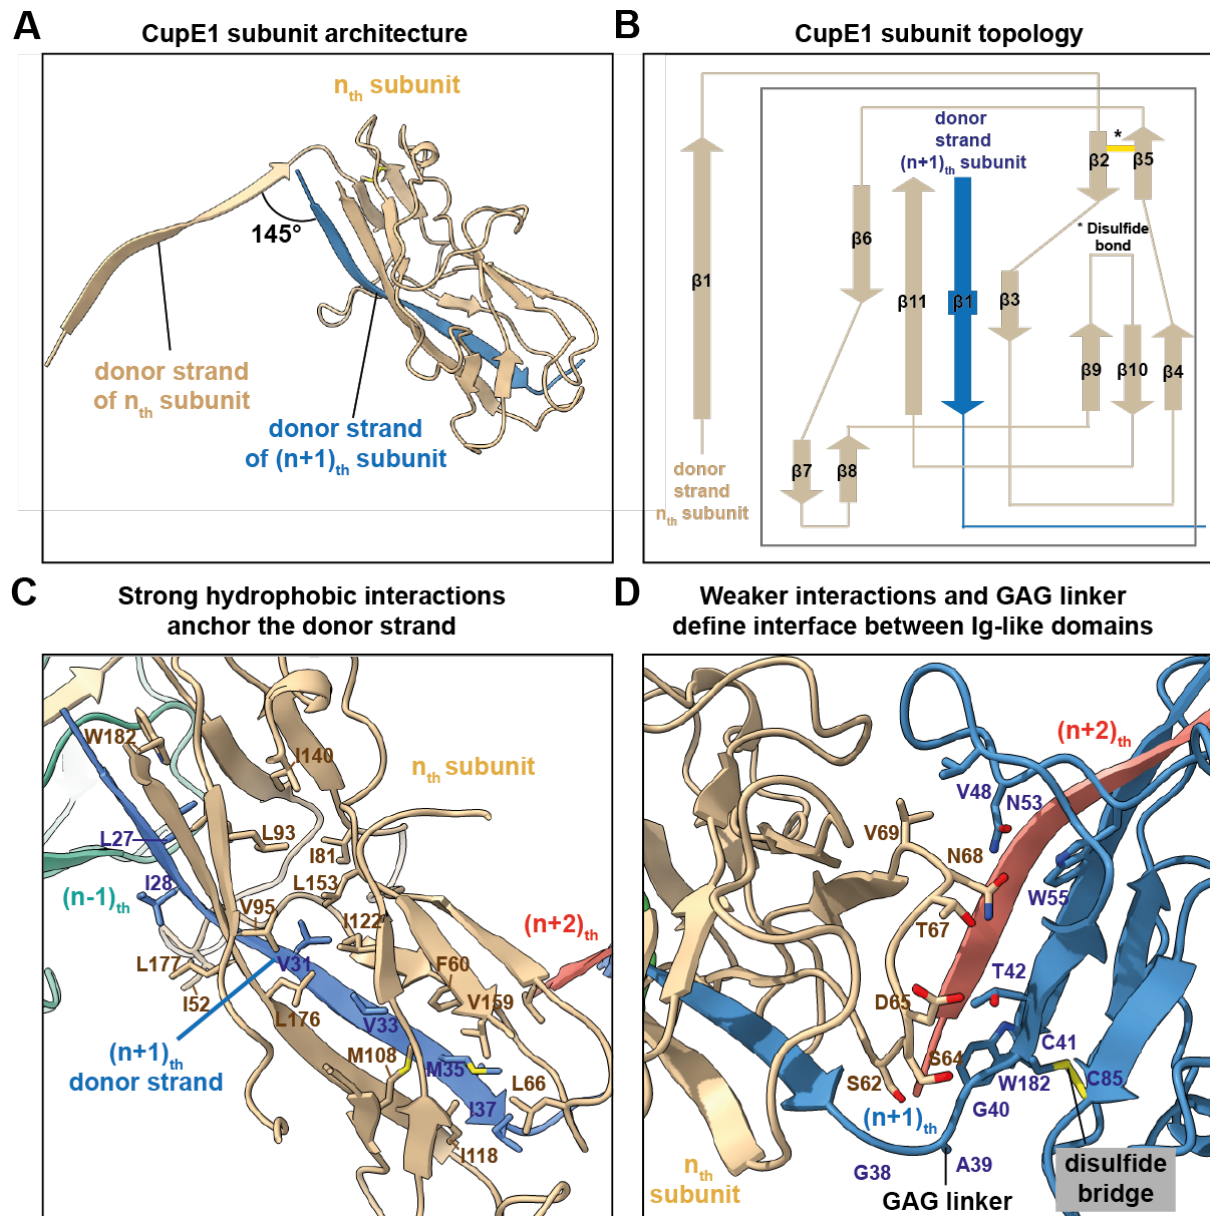 A
CupE1 subunit architecture
nth subunit
145°
donor strand
of nth subunit
donor strand
of (n+1)th subunit
B
CupE1 subunit topology
donor
strand
(n+1)th subunit
*
β2
β5
* Disulfide
bond
β6
β1
β11
β1
β3
β9
β10
β4
β7
β8
donor
strand
nth subunit
C
Strong hydrophobic interactions
anchor the donor strand
W182
I140
nth subunit
L27
L93
I81
I28
L153
(n-1)th
V95
I122
(n+2)th
L177
V31
F60
I52
L176
V159
V33
(n+1)th
donor strand
M108
M35
L66
I37
I118
D
Weaker interactions and GAG linker
define interface between Ig-like domains
(n+2)th
V48
N53
V69
N68
W55
T67
T42
D65
C41
S64
S62
W182
C85
G40
(n+1)th
A39
G38
nth
subunit
GAG linker
disulfide
bridge